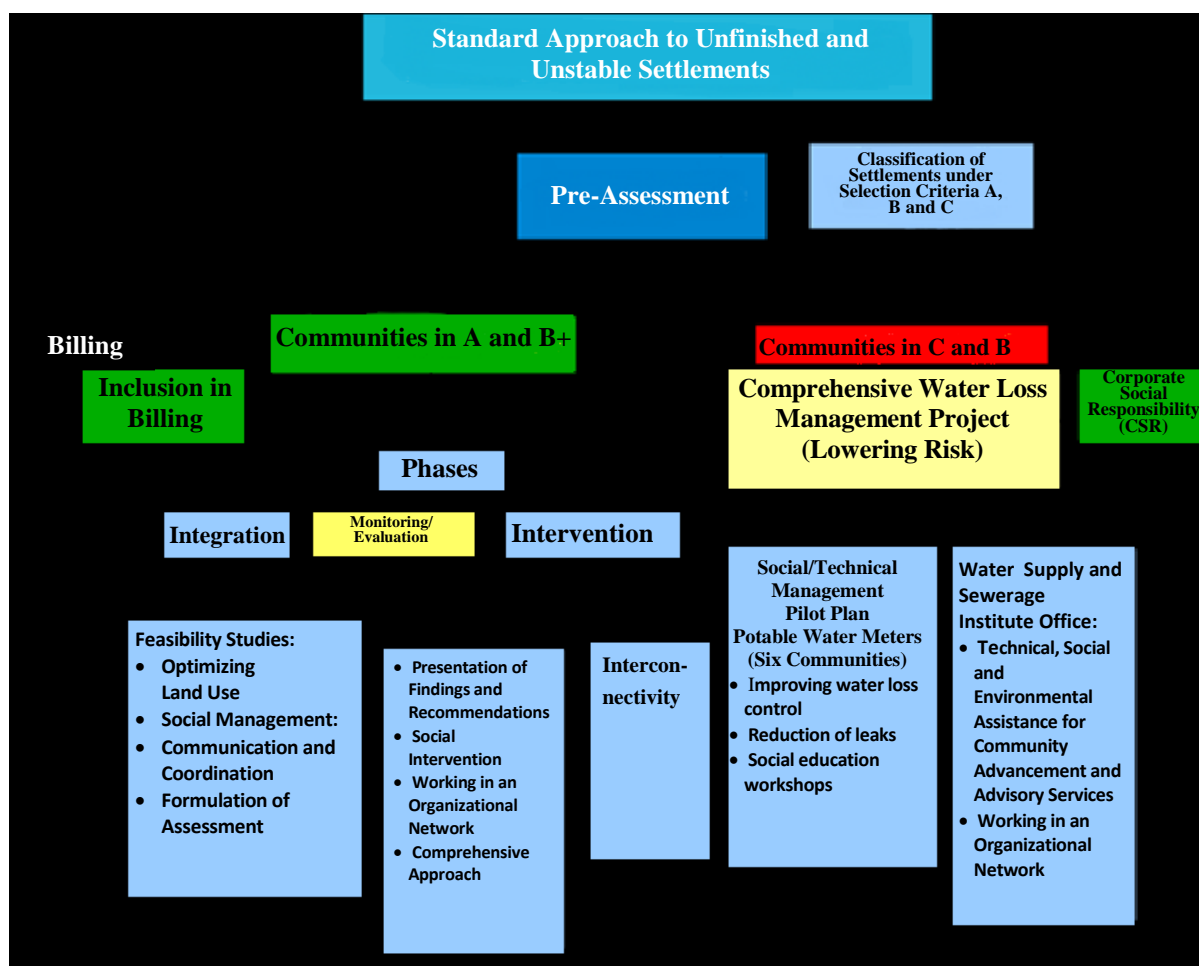 Standard Approach to Unfinished and
Unstable Settlements
Pre-Assessment
Classification of
Settlements under
Selection Criteria A,
B and C
Billing
Communities in A and B+
Communities in C and B
Inclusion in
Billing
Comprehensive Water Loss
Management Project
(Lowering Risk)
Corporate
Social
Responsibility
(CSR)
Phases
Integration
Monitoring/
Evaluation
Intervention
Feasibility Studies:
• Optimizing
Land Use
• Social Management:
• Communication and
Coordination
• Formulation of
Assessment
• Presentation of
Findings and
Recommendations
• Social
Intervention
• Working in an
Organizational
Network
• Comprehensive
Approach
Intercon-
nectivity
Social/Technical
Management
Pilot Plan
Potable Water Meters
(Six Communities)
• Improving water loss
control
• Reduction of leaks
• Social education
workshops
Water Supply and
Sewerage
Institute Office:
• Technical, Social
and
Environmental
Assistance for
Community
Advancement and
Advisory Services
• Working in an
Organizational
Network